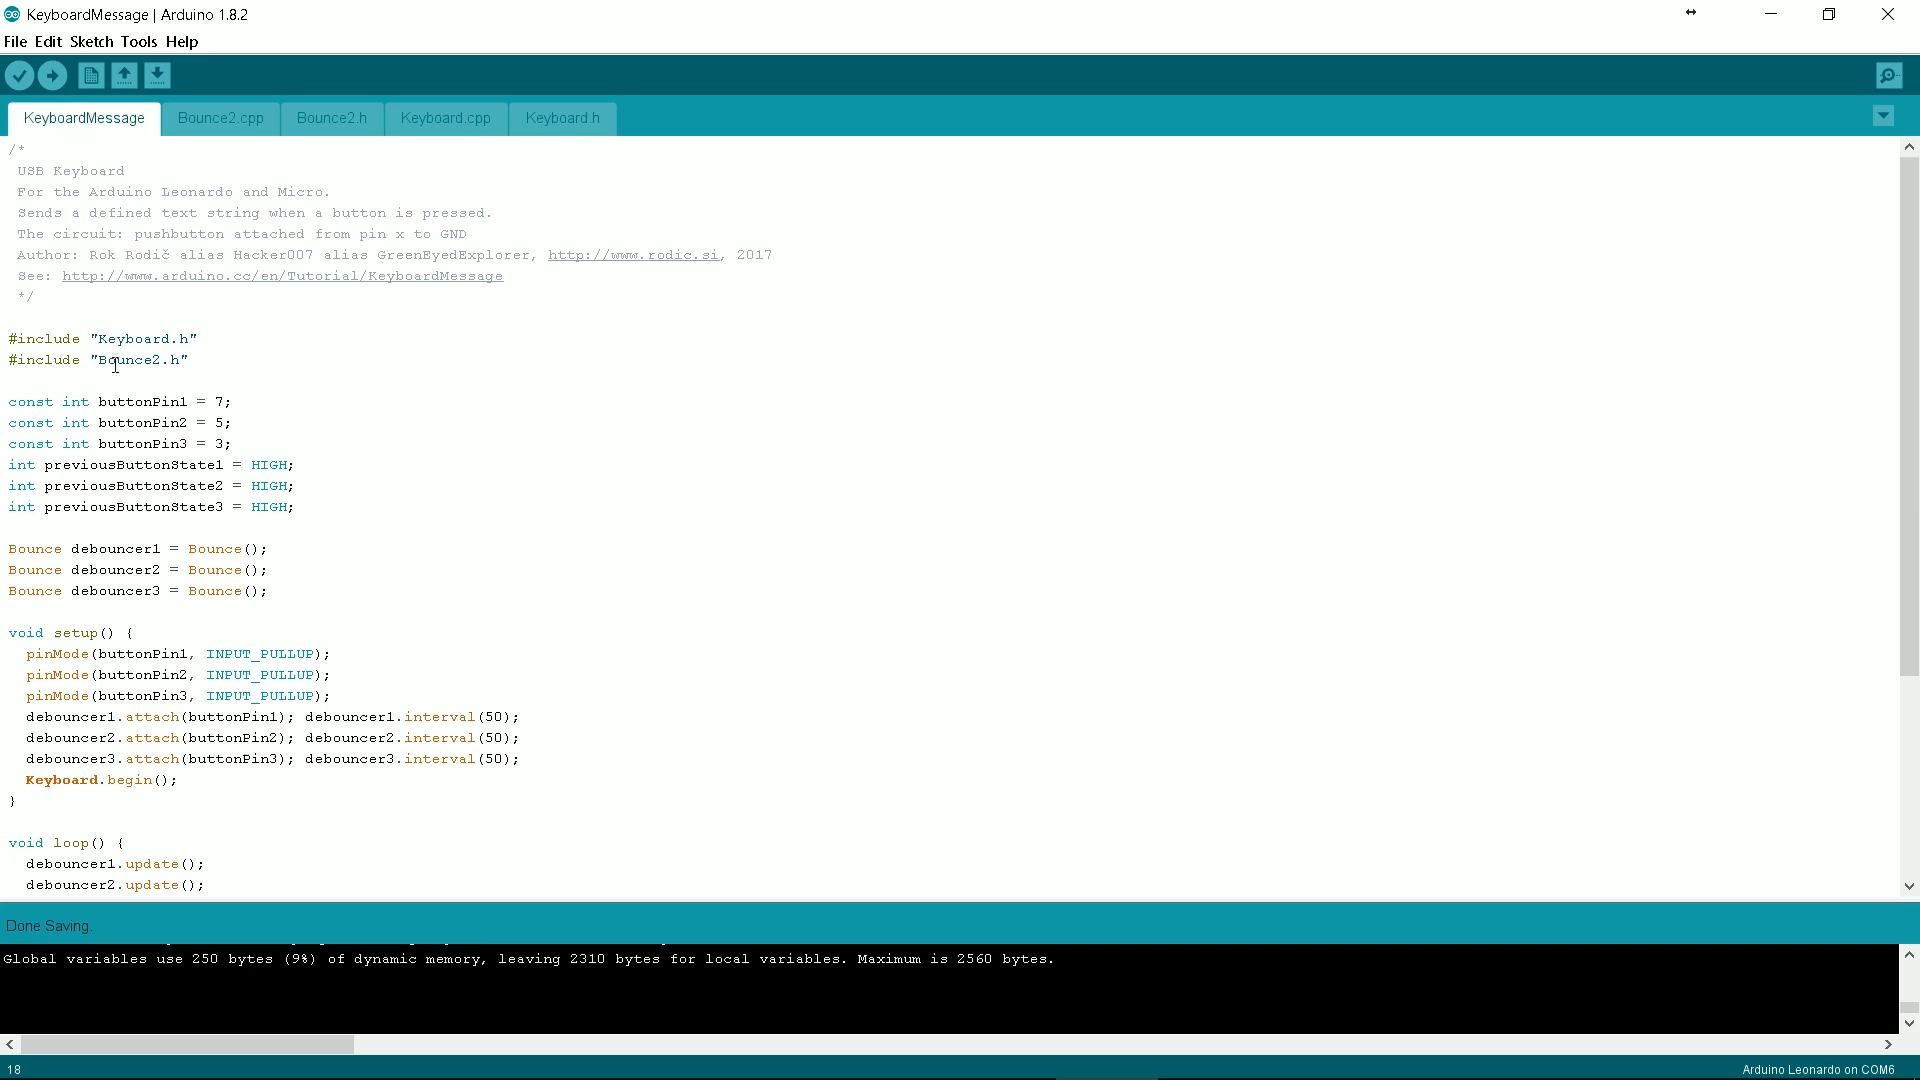 KeyboardMessage | Arduino 1.8.2
File Edit Sketch Tools Help
KeyboardMessage Bounce2.cpp Bounce2.h Keyboard.cpp Keyboard.h
/*
USB Keyboard
For the Arduino Leonardo and Micro.
Sends a defined text string when a button is pressed.
The circuit: pushbutton attached from pin x to GND
Author: Rok Rodič alias Hacker007 alias GreenEyedExplorer, http://www.rodic.si, 2017
See: http://www.arduino.cc/en/Tutorial/KeyboardMessage
*/
#include "Keyboard.h"
#include "Bounce2.h"
const int buttonPin1 = 7;
const int buttonPin2 = 5;
const int buttonPin3 = 3;
int previousButtonState1 = HIGH;
int previousButtonState2 = HIGH;
int previousButtonState3 = HIGH;
Bounce debouncer1 = Bounce();
Bounce debouncer2 = Bounce();
Bounce debouncer3 = Bounce();
void setup() {
pinMode(buttonPin1, INPUT_PULLUP);
pinMode(buttonPin2, INPUT_PULLUP);
pinMode(buttonPin3, INPUT_PULLUP);
debouncer1.attach(buttonPin1); debouncer1.interval(50);
debouncer2.attach(buttonPin2); debouncer2.interval(50);
debouncer3.attach(buttonPin3); debouncer3.interval(50);
Keyboard.begin();
}
void loop() {
debouncer1.update();
debouncer2.update();
Done Saving.
Global variables use 250 bytes (9%) of dynamic memory, leaving 2310 bytes for local variables. Maximum is 2560 bytes.
18
Arduino Leonardo on COM6